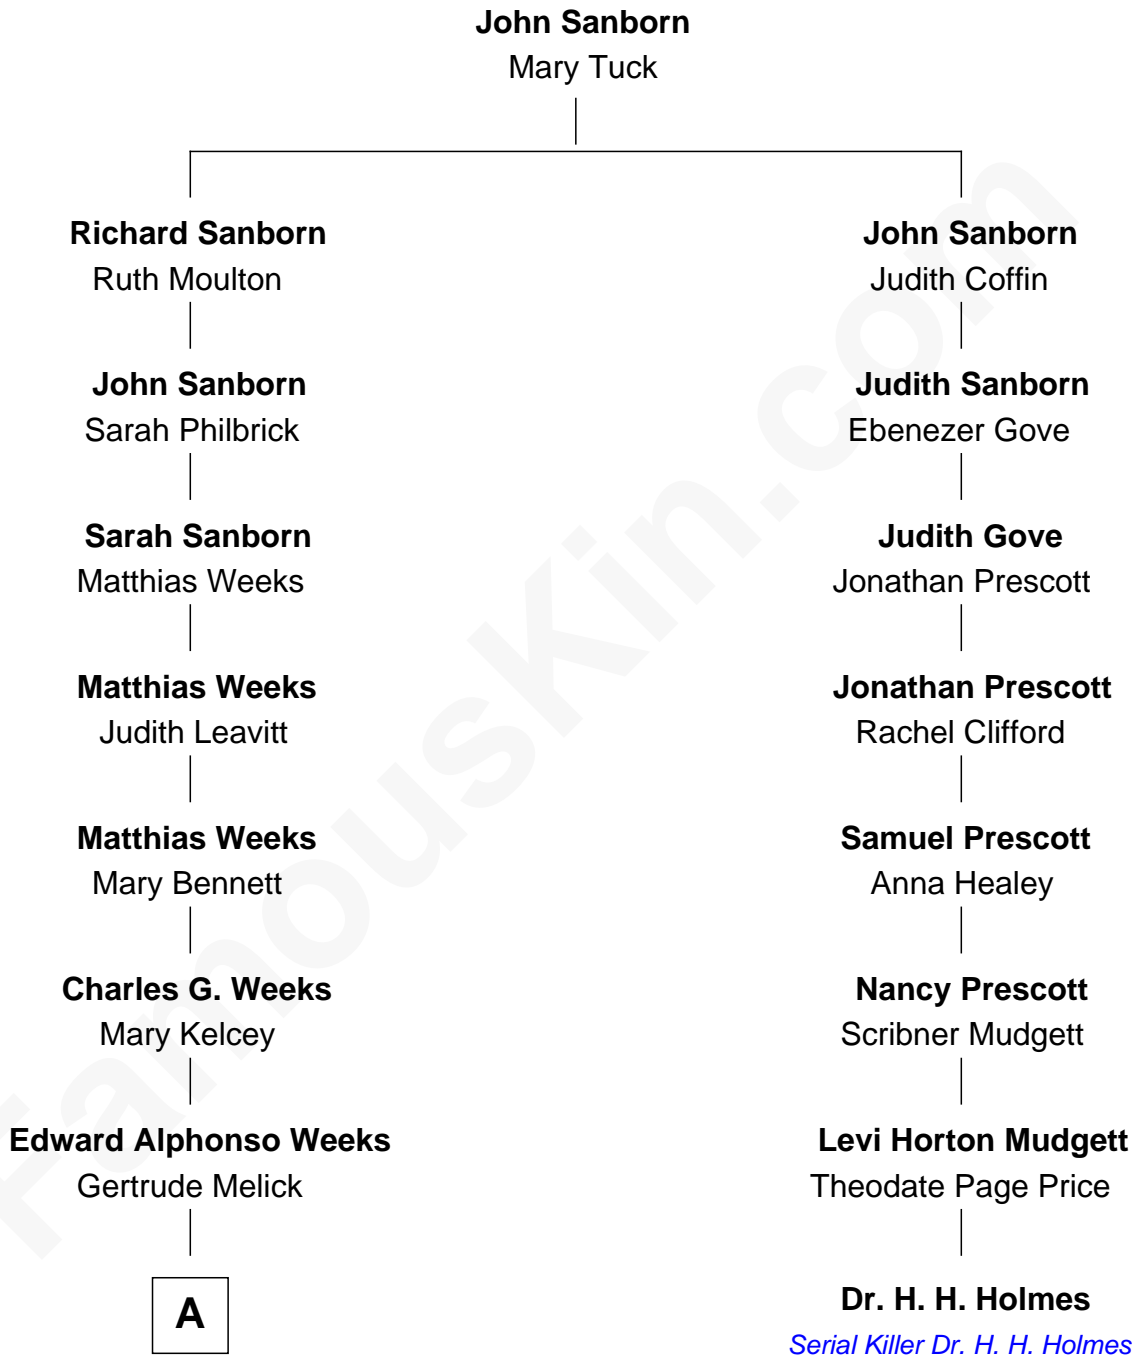 John Sanborn
Mary Tuck
Richard Sanborn
Ruth Moulton
John Sanborn
Judith Coffin
John Sanborn
Sarah Philbrick
Judith Sanborn
Ebenezer Gove
Sarah Sanborn
Matthias Weeks
Judith Gove
Jonathan Prescott
Matthias Weeks
Judith Leavitt
Jonathan Prescott
Rachel Clifford
Matthias Weeks
Mary Bennett
Samuel Prescott
Anna Healey
Charles G. Weeks
Mary Kelcey
Nancy Prescott
Scribner Mudgett
Edward Alphonso Weeks
Gertrude Melick
Levi Horton Mudgett
Theodate Page Price
A
Dr. H. H. Holmes
Serial Killer Dr. H. H. Holmes
FamousKin.com